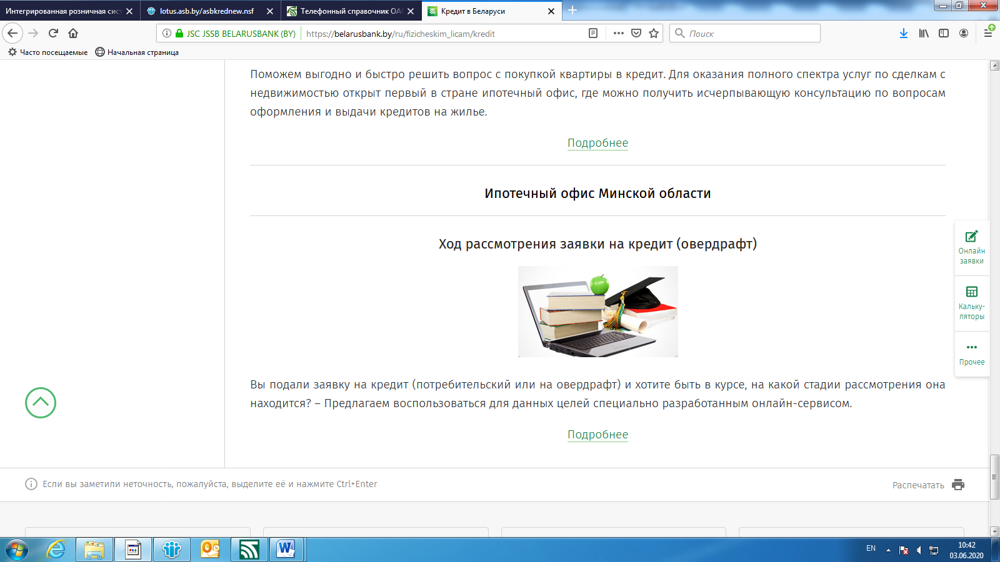 Интегрированная розничная сист
lotus.asb.by/asbkrednew.nsf
Телефонный справочник ОАО
Кредит в Беларуси
JSC JSSB BELARUSBANK (BY)
https://belarusbank.by/ru/fizicheskim_licam/kredit
Поиск
Часто посещаемые
Начальная страница
Поможем выгодно и быстро решить вопрос с покупкой квартиры в кредит. Для оказания полного спектра услуг по сделкам с
недвижимостью открыт первый в стране ипотечный офис, где можно получить исчерпывающую консультацию по вопросам
оформления и выдачи кредитов на жилье.
Подробнее
Ипотечный офис Минской области
Ход рассмотрения заявки на кредит (овердрафт)
Онлайн
заявки
Кальку-
ляторы
Прочее
Вы подали заявку на кредит (потребительский или на овердрафт) и хотите быть в курсе, на какой стадии рассмотрения она
находится? – Предлагаем воспользоваться для данных целей специально разработанным онлайн-сервисом.
Подробнее
Если вы заметили неточность, пожалуйста, выделите её и нажмите Ctrl+Enter
Распечатать
EN
10:42
03.06.2020